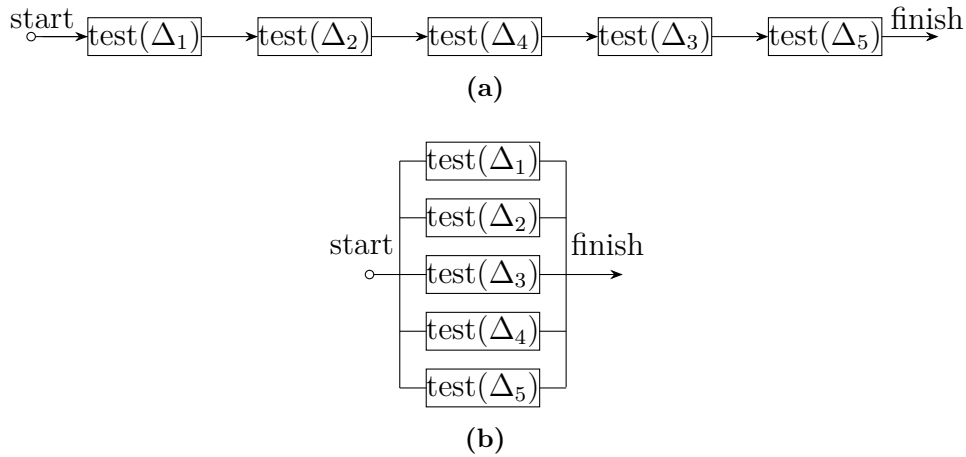 start test(Δ₁) test(Δ₂) test(Δ₄) test(Δ₃) test(Δ₅) finish
(a)
test(Δ₁)
test(Δ₂)
start finish
test(Δ₃)
test(Δ₄)
test(Δ₅)
(b)